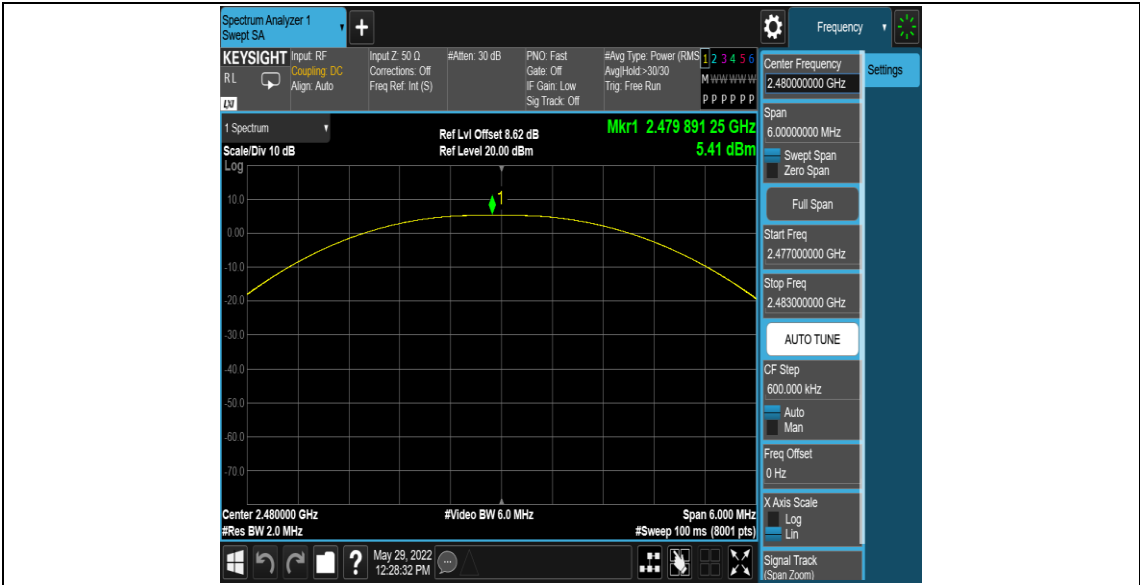 Spectrum Analyzer 1
Swept SA
+
Frequency
KEYSIGHT
R L
LXI
Input: RF
Coupling: DC
Align: Auto
Input Z: 50 Ω
Corrections: Off
Freq Ref: Int (S)
#Atten: 30 dB
PNO: Fast
Gate: Off
IF Gain: Low
Sig Track: Off
#Avg Type: Power (RMS
Avg|Hold:>30/30
Trig: Free Run
1 2 3 4 5 6
M W W W W W
P P P P P P
Center Frequency
2.480000000 GHz
Settings
Span
6.00000000 MHz
Swept Span
Zero Span
Full Span
Start Freq
2.477000000 GHz
Stop Freq
2.483000000 GHz
AUTO TUNE
CF Step
600.000 kHz
Auto
Man
Freq Offset
0 Hz
X Axis Scale
Log
Lin
Signal Track
(Span Zoom)
1 Spectrum
Scale/Div 10 dB
Log
Ref Lvl Offset 8.62 dB
Ref Level 20.00 dBm
Mkr1 2.479 891 25 GHz
5.41 dBm
1
10.0
0.00
-10.0
-20.0
-30.0
-40.0
-50.0
-60.0
-70.0
Center 2.480000 GHz
#Res BW 2.0 MHz
#Video BW 6.0 MHz
Span 6.000 MHz
#Sweep 100 ms (8001 pts)
?
May 29, 2022
12:28:32 PM